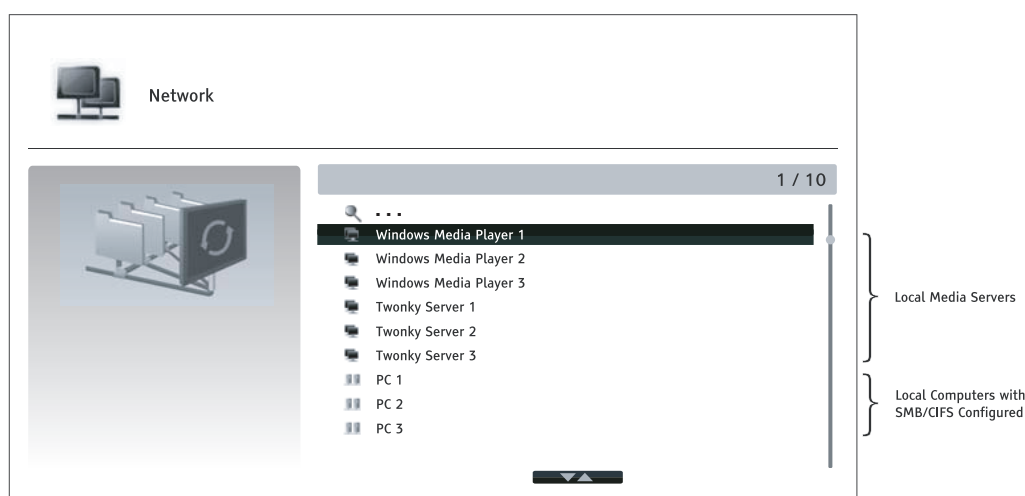 Network
1 / 10
...
Windows Media Player 1
Windows Media Player 2
Windows Media Player 3
Twonky Server 1
Twonky Server 2
Twonky Server 3
PC 1
PC 2
PC 3
Local Media Servers
Local Computers with
SMB/CIFS Configured